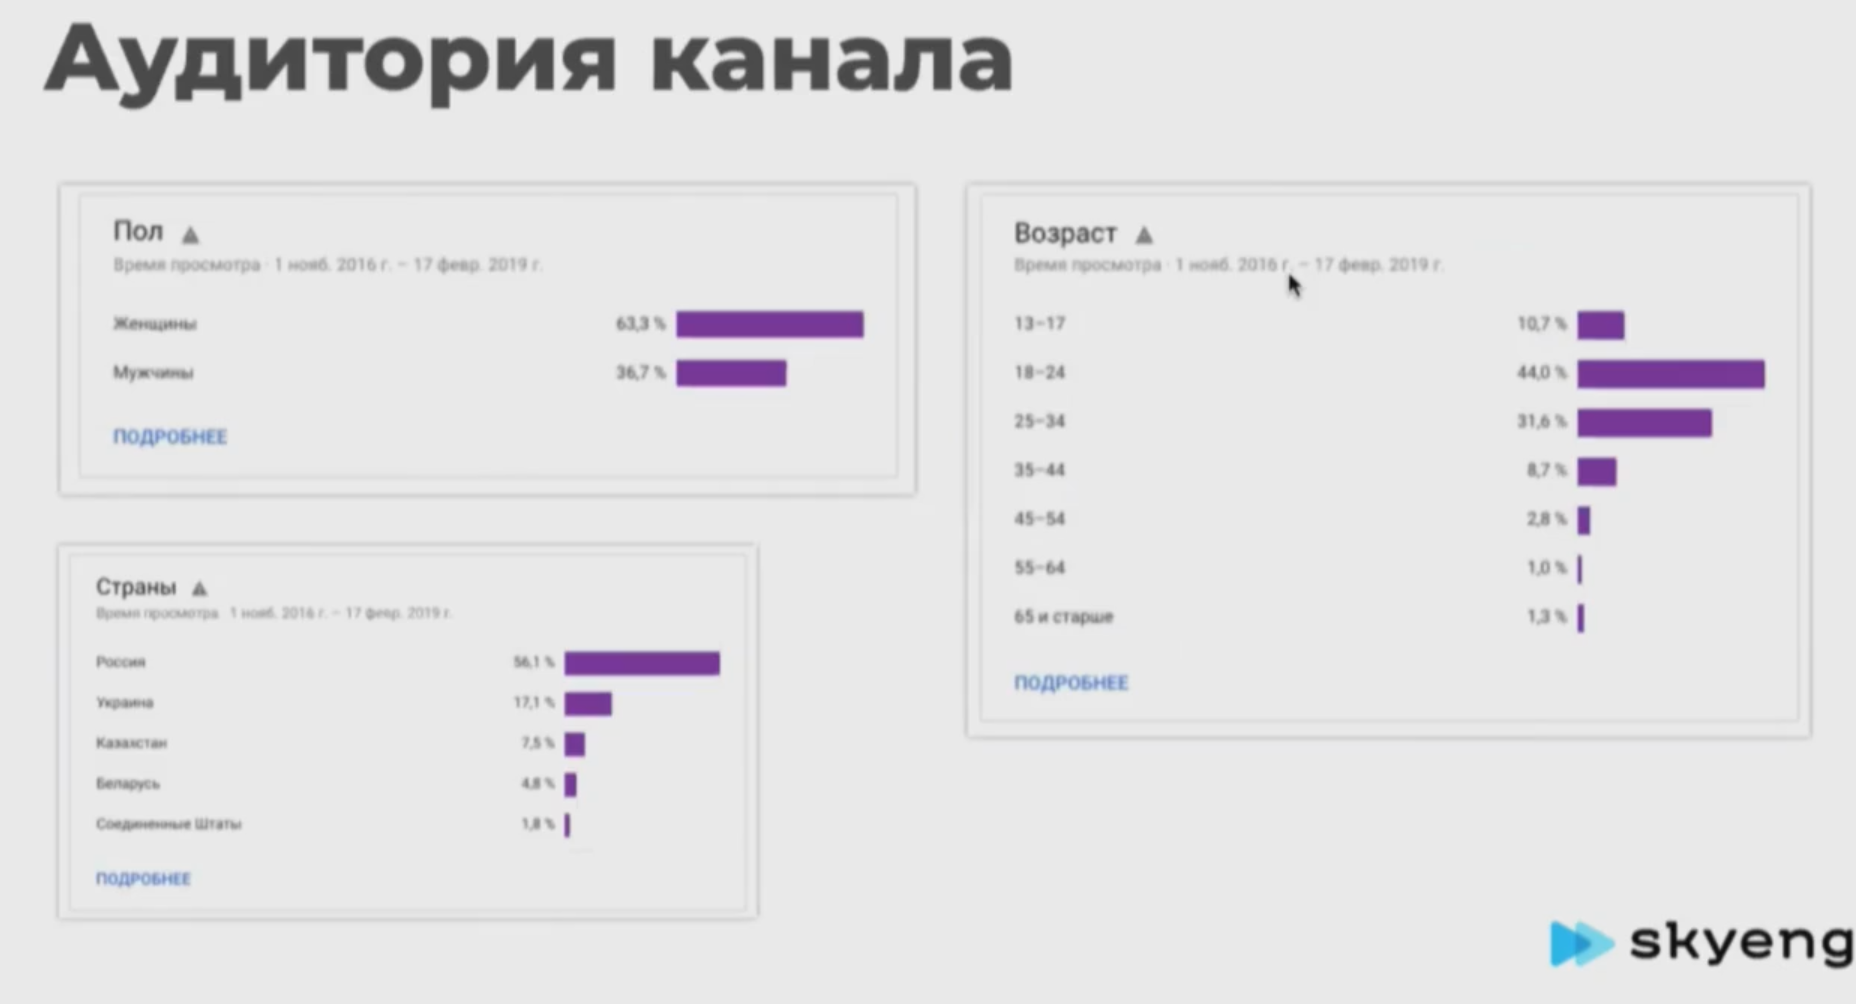 Аудитория канала
Пол
Время просмотра · 1 нояб. 2016 г. – 17 февр. 2019 г.
Женщины 63,3 %
Мужчины 36,7 %
ПОДРОБНЕЕ
Возраст
Время просмотра · 1 нояб. 2016 г. – 17 февр. 2019 г.
13–17 10,7 %
18–24 44,0 %
25–34 31,6 %
35–44 8,7 %
45–54 2,8 %
55–64 1,0 %
65 и старше 1,3 %
ПОДРОБНЕЕ
Страны
Время просмотра · 1 нояб. 2016 г. – 17 февр. 2019 г.
Россия 56,1 %
Украина 17,1 %
Казахстан 7,5 %
Беларусь 4,8 %
Соединенные Штаты 1,8 %
ПОДРОБНЕЕ
skyeng